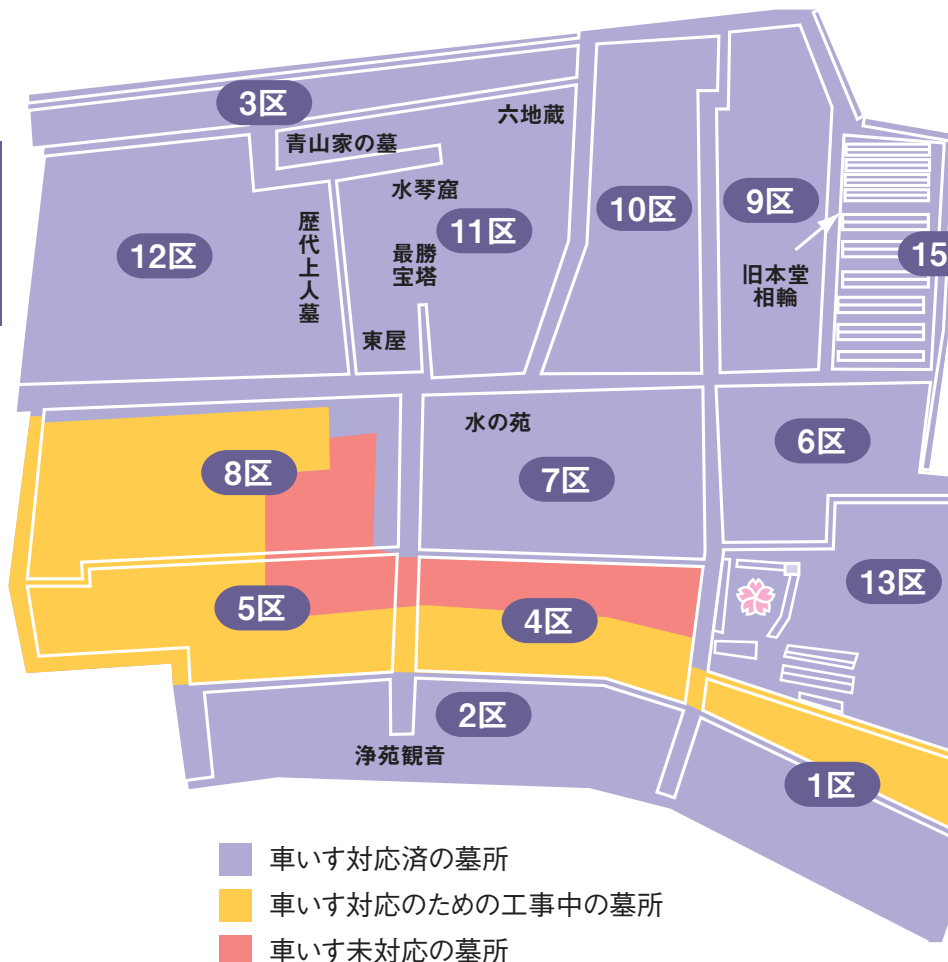 3区
六地蔵
青山家の墓
水琴窟
10区
9区
11区
歴代上人墓
12区
最勝
宝塔
15
旧本堂
相輪
東屋
水の苑
6区
8区
7区
13区
5区
4区
2区
浄苑観音
1区
車いす対応済の墓所
車いす対応のための工事中の墓所
車いす未対応の墓所